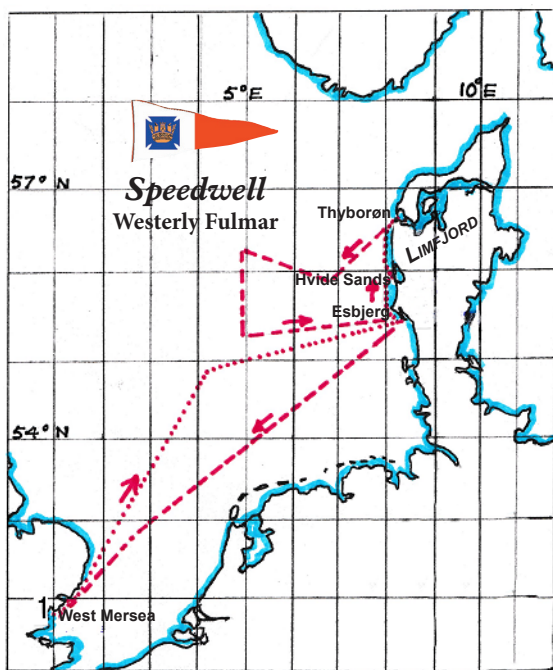 5°E
10°E
57° N
Speedwell
Westerly Fulmar
Thyborøn
LIMFJORD
Hvide Sands
Esbjerg
54° N
West Mersea